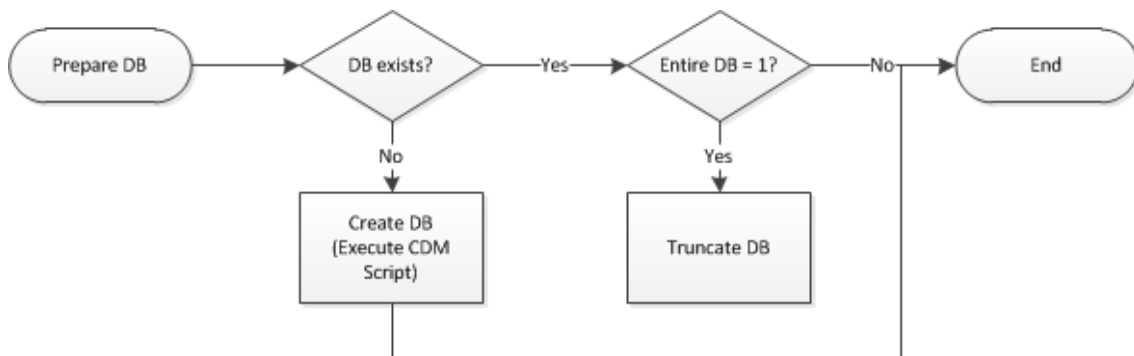 Prepare DB
DB exists?
Yes
Entire DB = 1?
No
End
No
Yes
Create DB
(Execute CDM
Script)
Truncate DB